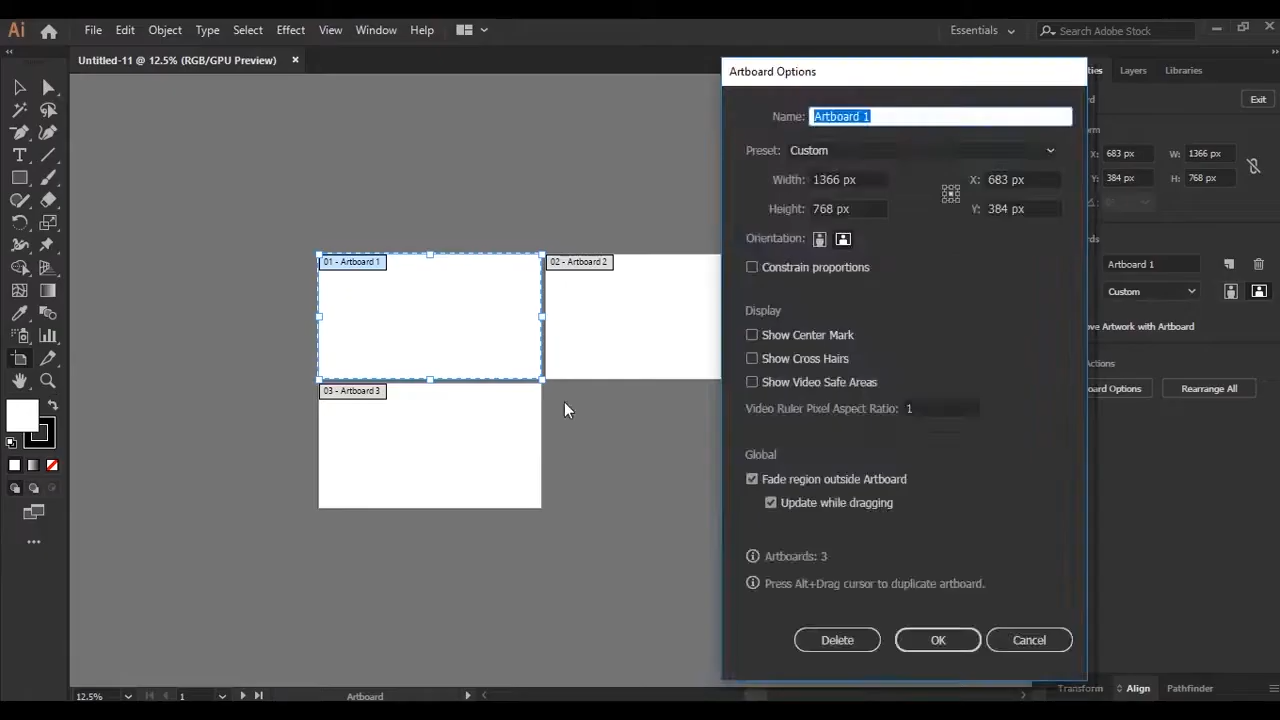 Ai File Edit Object Type Select Effect View Window Help Essentials Search Adobe Stock
Untitled-11 @ 12.5% (RGB/GPU Preview)
Artboard Options
Name: Artboard 1
Preset: Custom
Width: 1366 px X: 683 px
Height: 768 px Y: 384 px
Orientation:
Constrain proportions
Display
Show Center Mark
Show Cross Hairs
Show Video Safe Areas
Video Ruler Pixel Aspect Ratio: 1
Global
Fade region outside Artboard
Update while dragging
Artboards: 3
Press Alt+Drag cursor to duplicate artboard.
Delete OK Cancel
01 - Artboard 1
02 - Artboard 2
03 - Artboard 3
ties Layers Libraries
rd Exit
orm
X: 683 px W: 1366 px
Y: 384 px H: 768 px
rds
Artboard 1
Custom
ve Artwork with Artboard
Actions
oard Options Rearrange All
12.5% 1 Artboard
Transform Align Pathfinder